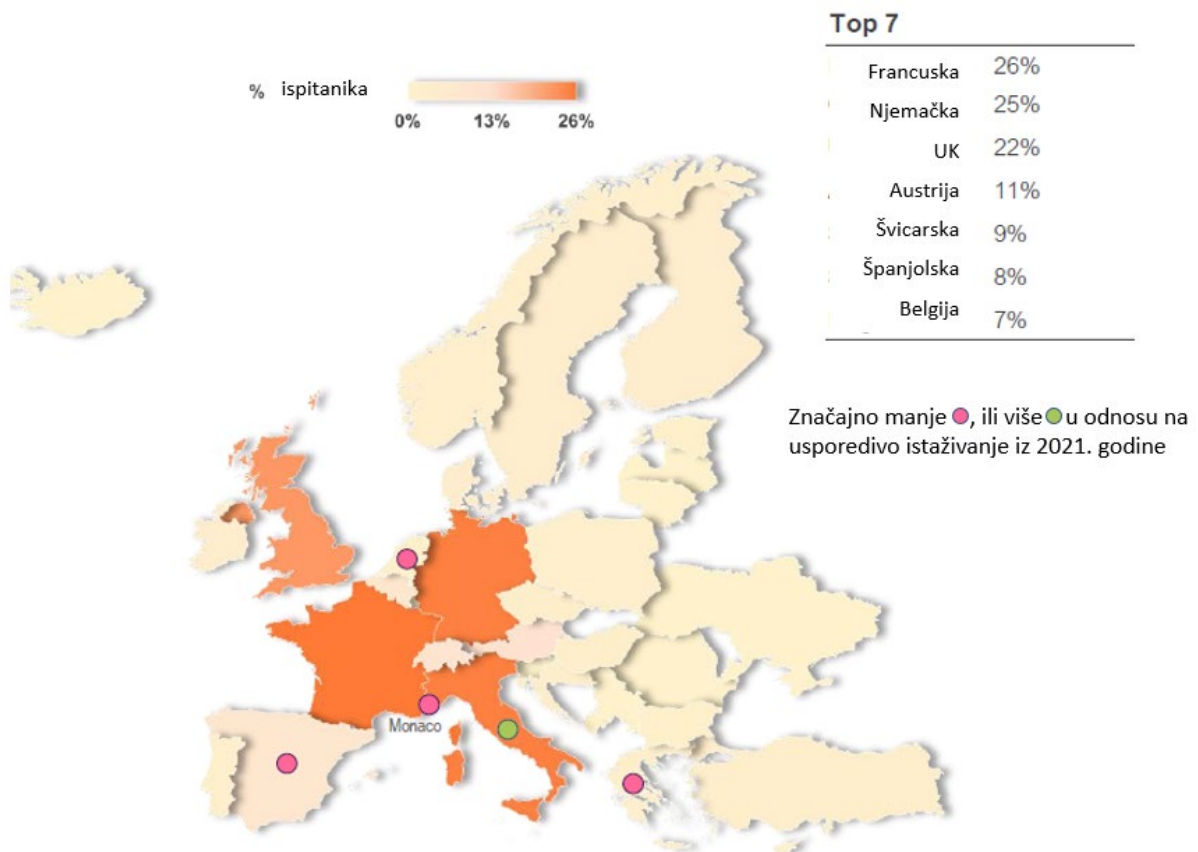 Top 7
Francuska 26%
Njemačka 25%
UK 22%
Austrija 11%
Švicarska 9%
Španjolska 8%
Belgija 7%
% ispitanika
0% 13% 26%
Značajno manje , ili više u odnosu na
usporedivo istaživanje iz 2021. godine
Monaco